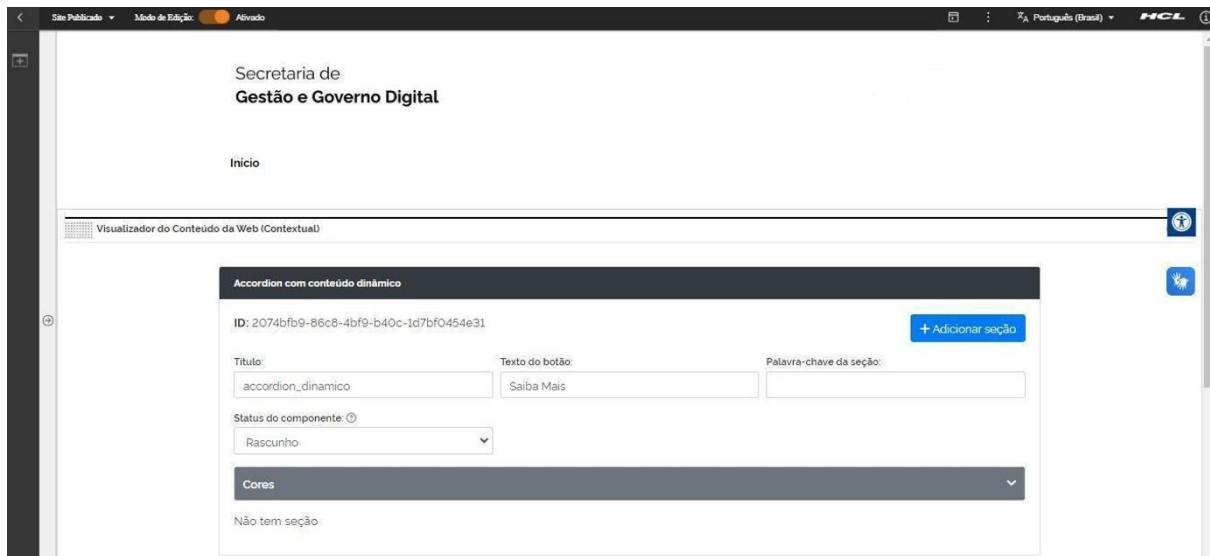 Site Publicado Modo de Edição: Ativado Português (Brasil) HCL
Secretaria de
Gestão e Governo Digital
Início
Visualizador do Conteúdo da Web (Contextual)
Accordion com conteúdo dinâmico
ID: 2074bfb9-86c8-4bf9-b40c-1d7bf0454e31
+ Adicionar seção
Título: Texto do botão: Palavra-chave da seção:
accordion_dinamico Saiba Mais
Status do componente:
Rascunho
Cores
Não tem seção